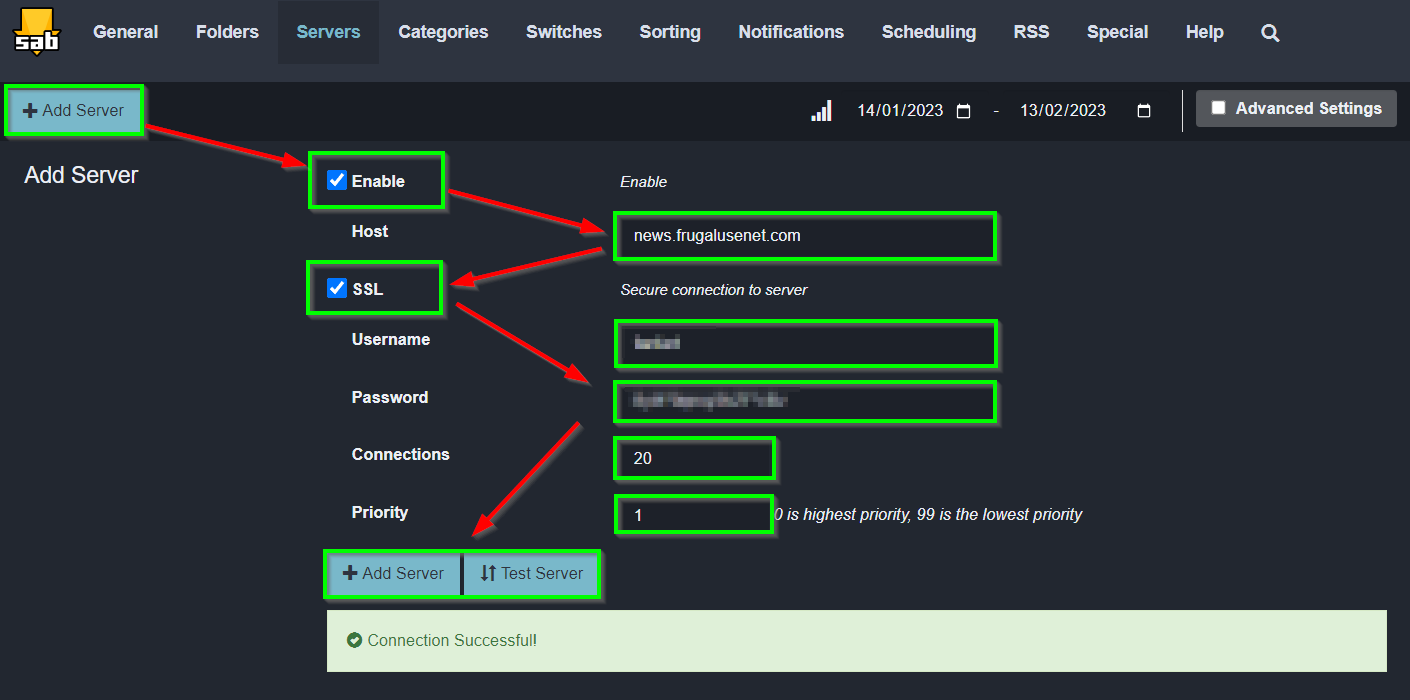 sab General Folders Servers Categories Switches Sorting Notifications Scheduling RSS Special Help
Add Server 14/01/2023 - 13/02/2023 Advanced Settings
Add Server
Enable Enable
Host news.frugalusenet.com
SSL Secure connection to server
Username
Password
Connections 20
Priority 1 0 is highest priority, 99 is the lowest priority
Add Server Test Server
Connection Successful!